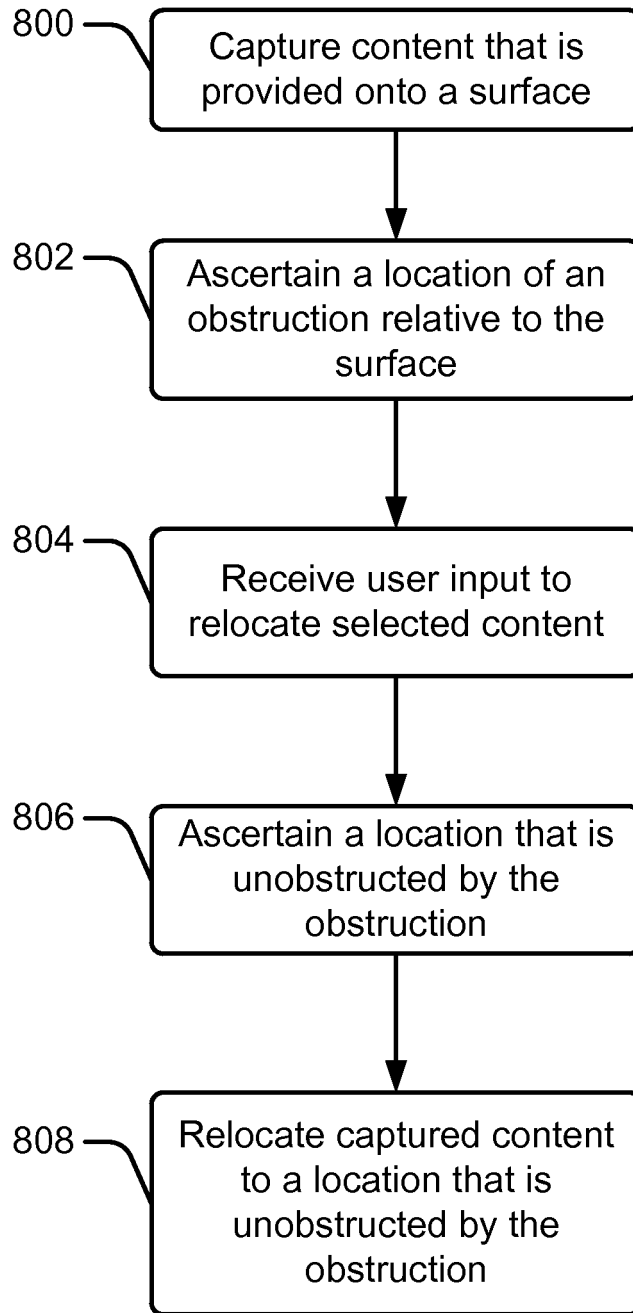 800
Capture content that is
provided onto a surface
802
Ascertain a location of an
obstruction relative to the
surface
804
Receive user input to
relocate selected content
806
Ascertain a location that is
unobstructed by the
obstruction
808
Relocate captured content
to a location that is
unobstructed by the
obstruction